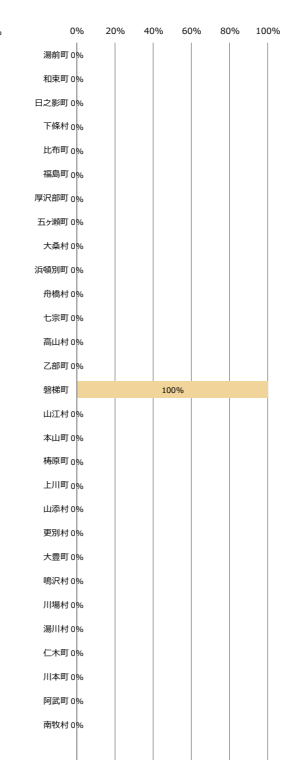 %
0% 20% 40% 60% 80% 100%
湯前町 0%
和束町 0%
日之影町 0%
下條村 0%
比布町 0%
福島町 0%
厚沢部町 0%
五ヶ瀬町 0%
大桑村 0%
浜頓別町 0%
舟橋村 0%
七宗町 0%
高山村 0%
乙部町 0%
磐梯町 100%
山江村 0%
本山町 0%
梼原町 0%
上川町 0%
山添村 0%
更別村 0%
大豊町 0%
鳴沢村 0%
川場村 0%
湯川村 0%
仁木町 0%
川本町 0%
阿武町 0%
南牧村 0%